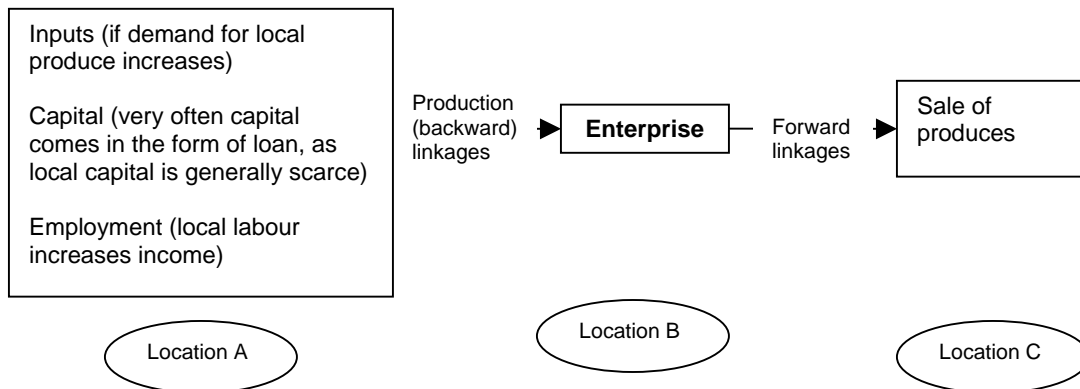 Inputs (if demand for local
produce increases)
Capital (very often capital
comes in the form of loan, as
local capital is generally scarce)
Employment (local labour
increases income)
Production
(backward)
linkages
Enterprise
Forward
linkages
Sale of
produces
Location A
Location B
Location C